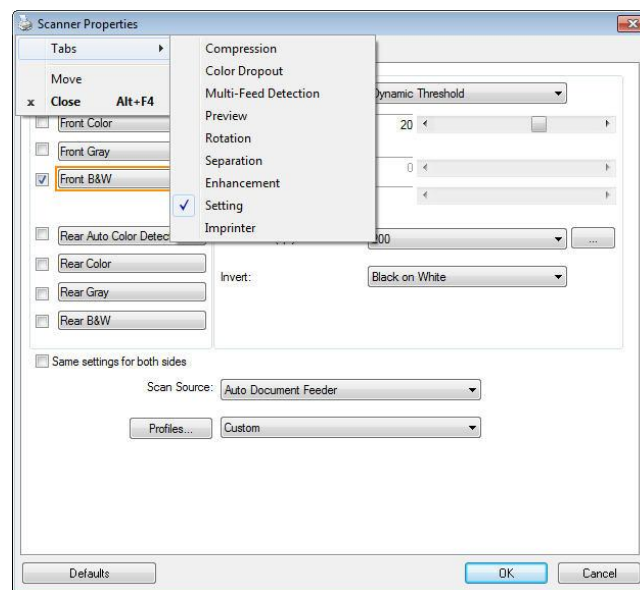 Scanner Properties
Tabs
Compression
Color Dropout
Multi-Feed Detection
Preview
Rotation
Separation
Enhancement
Setting
Imprinter
Move
x Close Alt+F4
Dynamic Threshold
Front Color
20
Front Gray
0
Front B&W
Rear Auto Color Detec
200
...
Rear Color
Invert: Black on White
Rear Gray
Rear B&W
Same settings for both sides
Scan Source: Auto Document Feeder
Profiles... Custom
Defaults OK Cancel